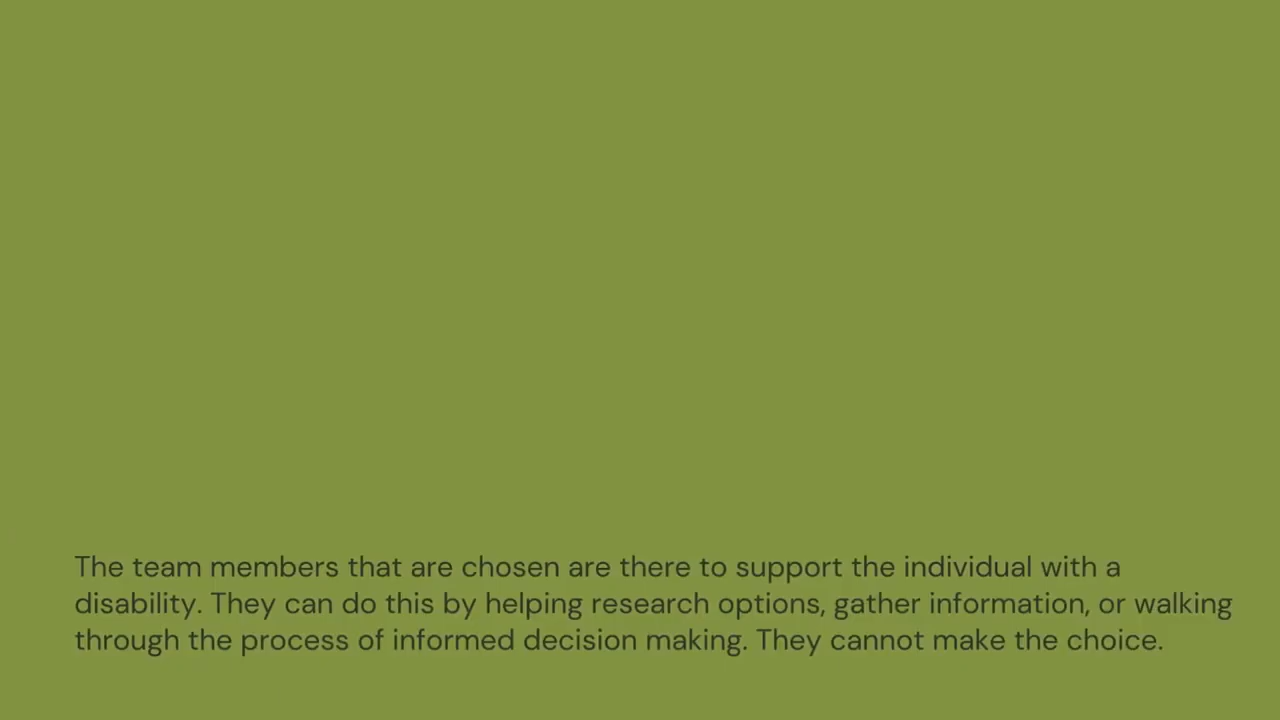 The team members that are chosen are there to support the individual with a
disability. They can do this by helping research options, gather information, or walking
through the process of informed decision making. They cannot make the choice.